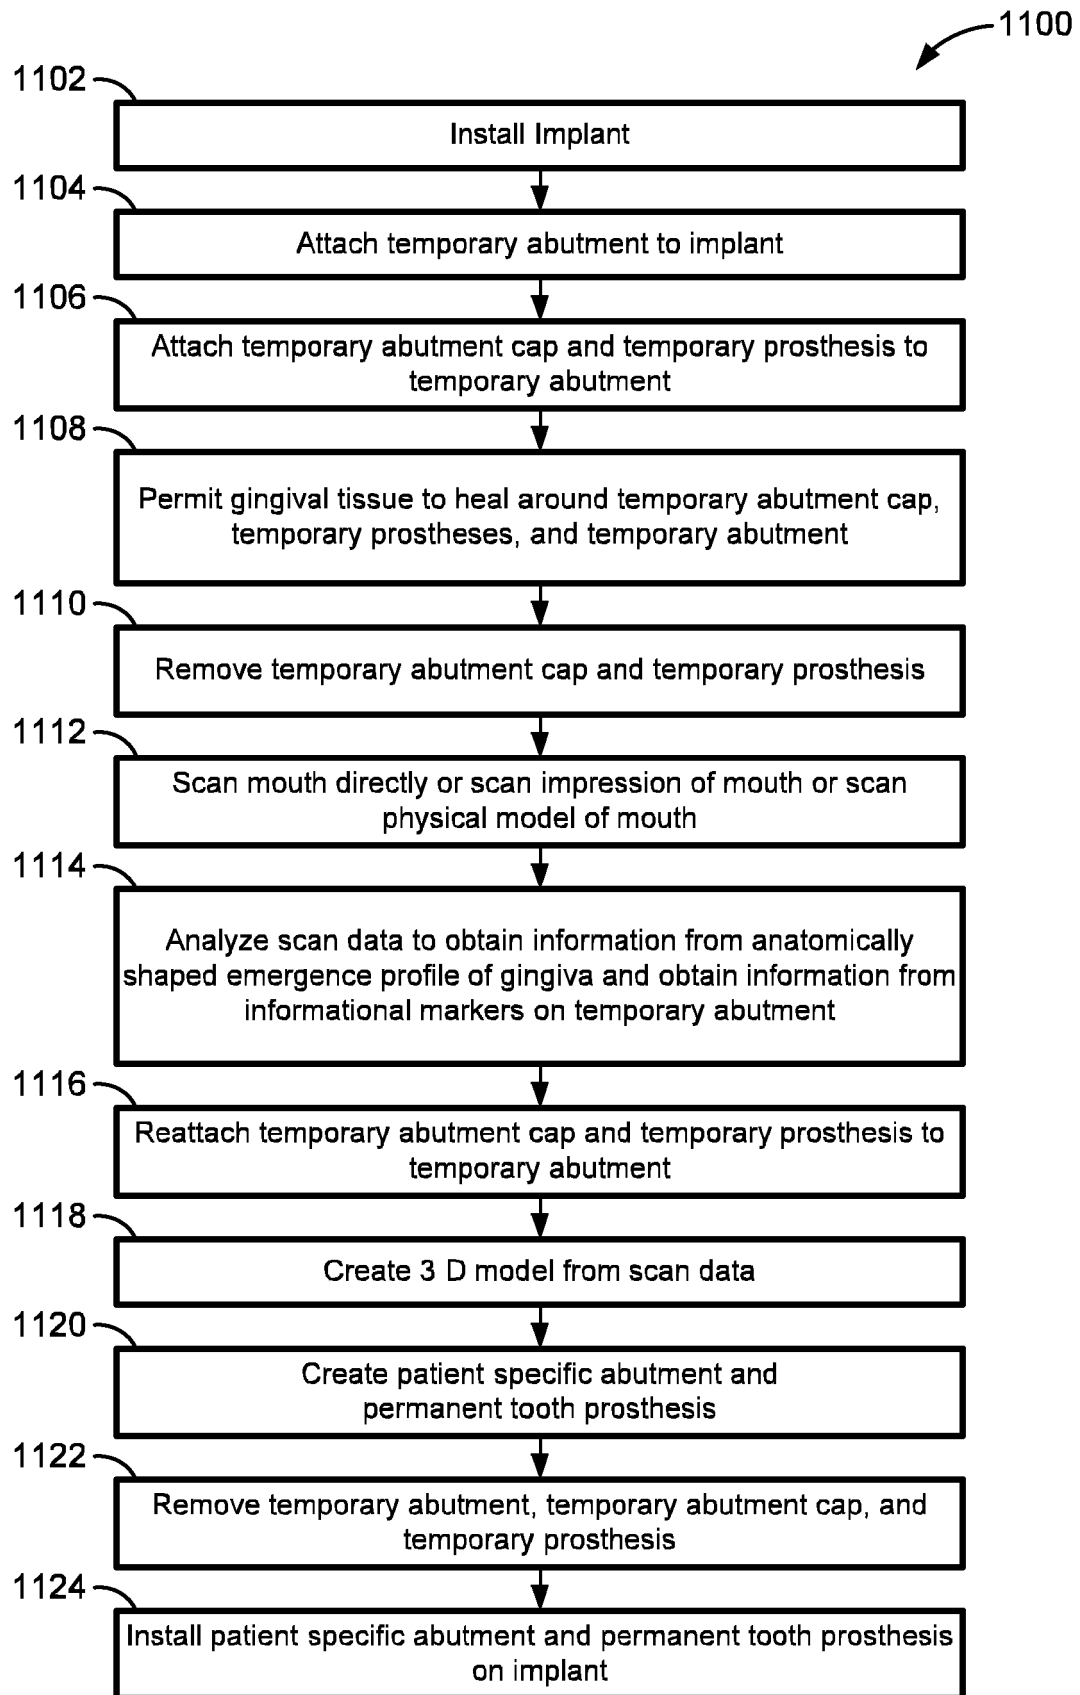 1100
1102
Install Implant
1104
Attach temporary abutment to implant
1106
Attach temporary abutment cap and temporary prosthesis to
temporary abutment
1108
Permit gingival tissue to heal around temporary abutment cap,
temporary prostheses, and temporary abutment
1110
Remove temporary abutment cap and temporary prosthesis
1112
Scan mouth directly or scan impression of mouth or scan
physical model of mouth
1114
Analyze scan data to obtain information from anatomically
shaped emergence profile of gingiva and obtain information from
informational markers on temporary abutment
1116
Reattach temporary abutment cap and temporary prosthesis to
temporary abutment
1118
Create 3 D model from scan data
1120
Create patient specific abutment and
permanent tooth prosthesis
1122
Remove temporary abutment, temporary abutment cap, and
temporary prosthesis
1124
Install patient specific abutment and permanent tooth prosthesis
on implant